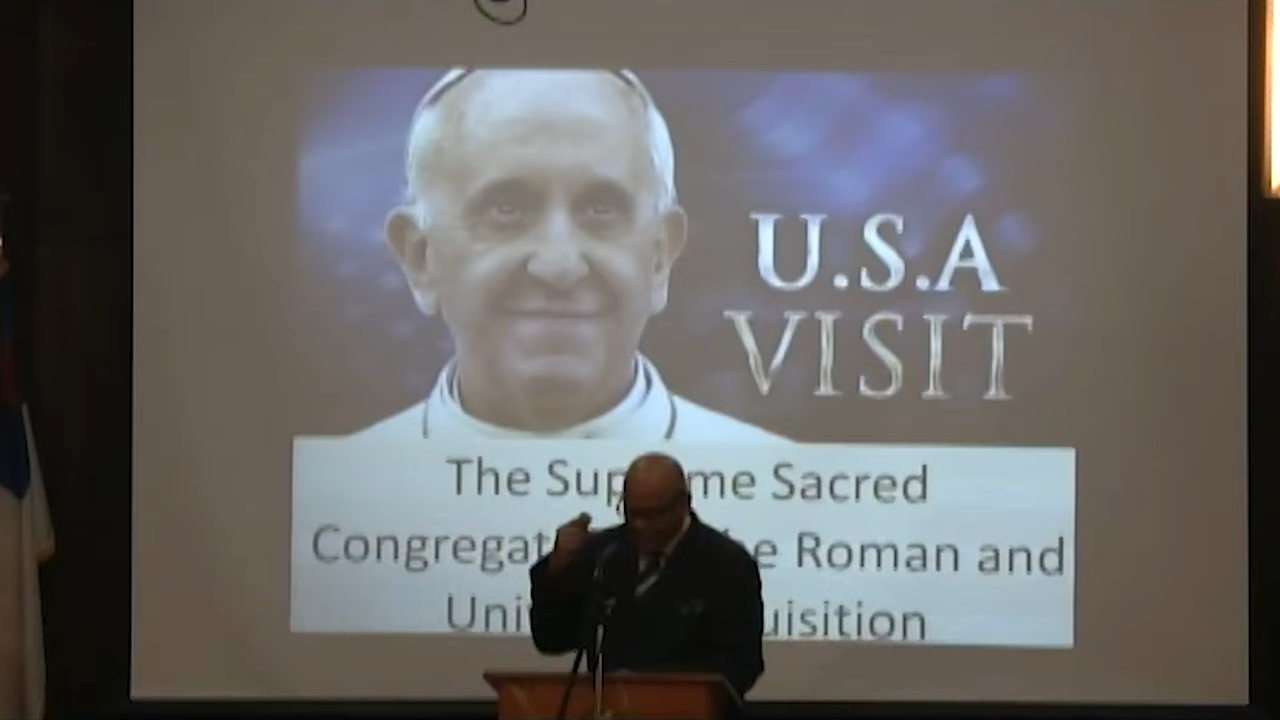 U.S.A
VISIT
The Sup me Sacred
Congregat e Roman and
Uni uisition